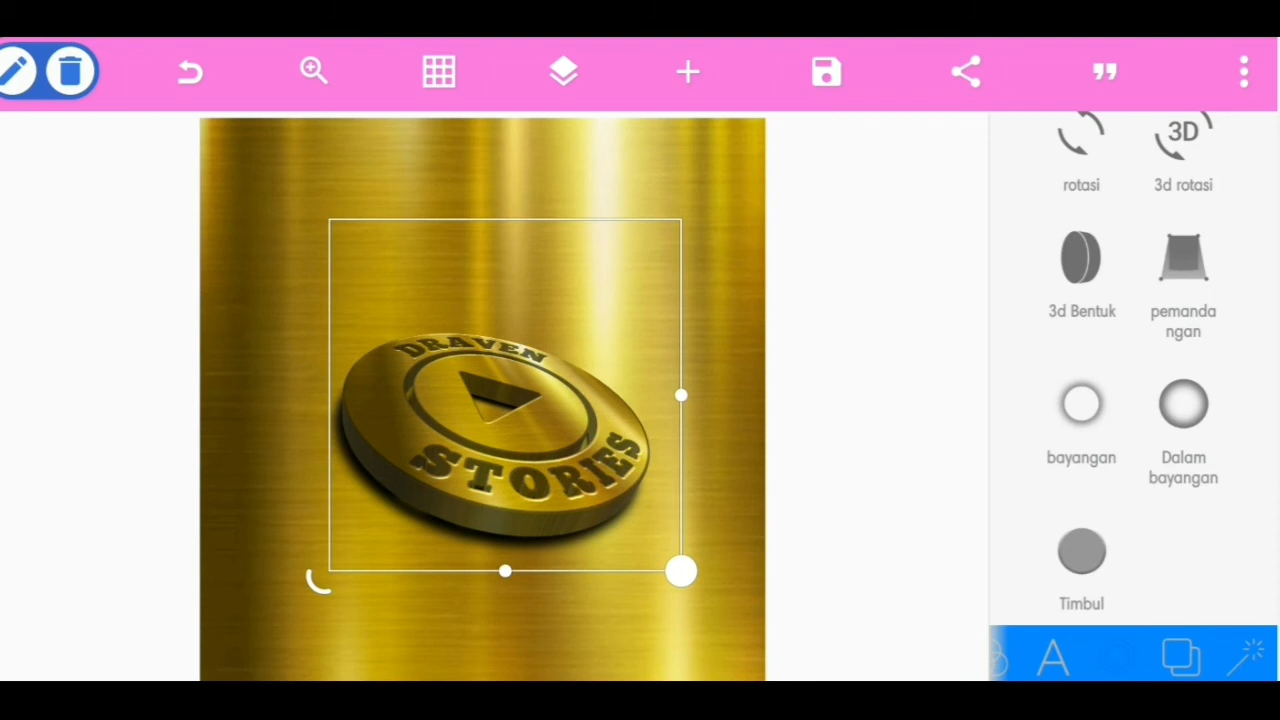 3D
rotasi
3d rotasi
3d Bentuk
pemanda
ngan
bayangan
Dalam
bayangan
Timbul
A
DRAVEN
STORIES